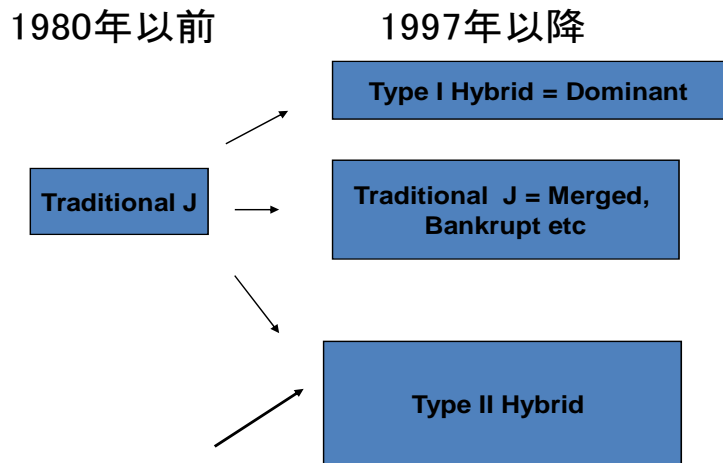 1980年以前
1997年以降
Type I Hybrid = Dominant
Traditional J
Traditional J = Merged,
Bankrupt etc
Type II Hybrid